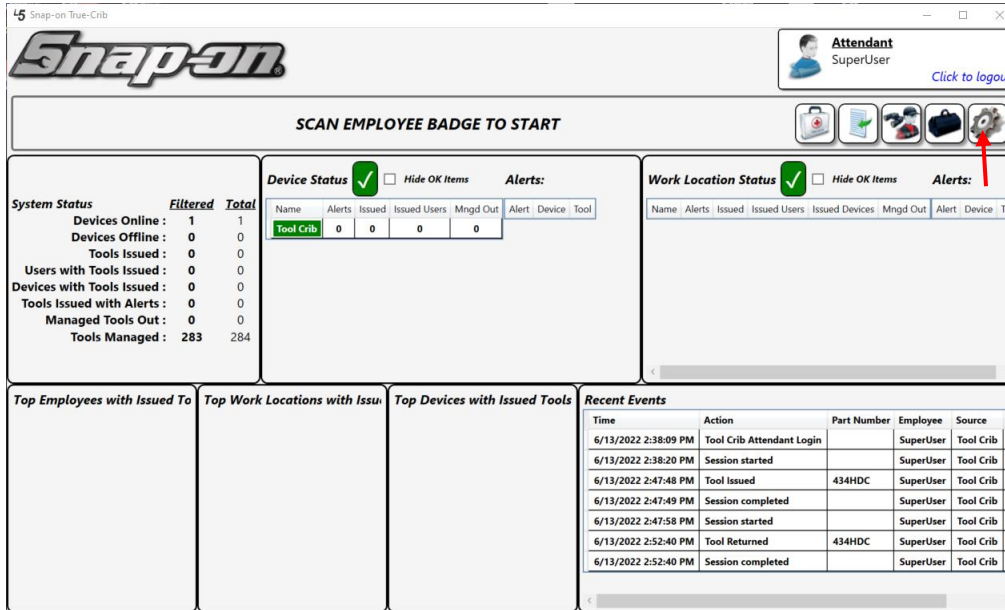 Snap-on True-Crib
Snap-on
Attendant
SuperUser
Click to logou
SCAN EMPLOYEE BADGE TO START
System Status Filtered Total
Devices Online : 1 1
Devices Offline : 0 0
Tools Issued : 0 0
Users with Tools Issued : 0 0
Devices with Tools Issued : 0 0
Tools Issued with Alerts : 0 0
Managed Tools Out : 0 0
Tools Managed : 283 284
Device Status Hide OK Items Alerts:
Name Alerts Issued Issued Users Mngd Out Alert Device Tool
Tool Crib 0 0 0 0
Work Location Status Hide OK Items Alerts:
Name Alerts Issued Issued Users Issued Devices Mngd Out Alert Device T
Top Employees with Issued To
Top Work Locations with Issu
Top Devices with Issued Tools
Recent Events
Time Action Part Number Employee Source
6/13/2022 2:38:09 PM Tool Crib Attendant Login SuperUser Tool Crib
6/13/2022 2:38:20 PM Session started SuperUser Tool Crib
6/13/2022 2:47:48 PM Tool Issued 434HDC SuperUser Tool Crib
6/13/2022 2:47:49 PM Session completed SuperUser Tool Crib
6/13/2022 2:47:58 PM Session started SuperUser Tool Crib
6/13/2022 2:52:40 PM Tool Returned 434HDC SuperUser Tool Crib
6/13/2022 2:52:40 PM Session completed SuperUser Tool Crib